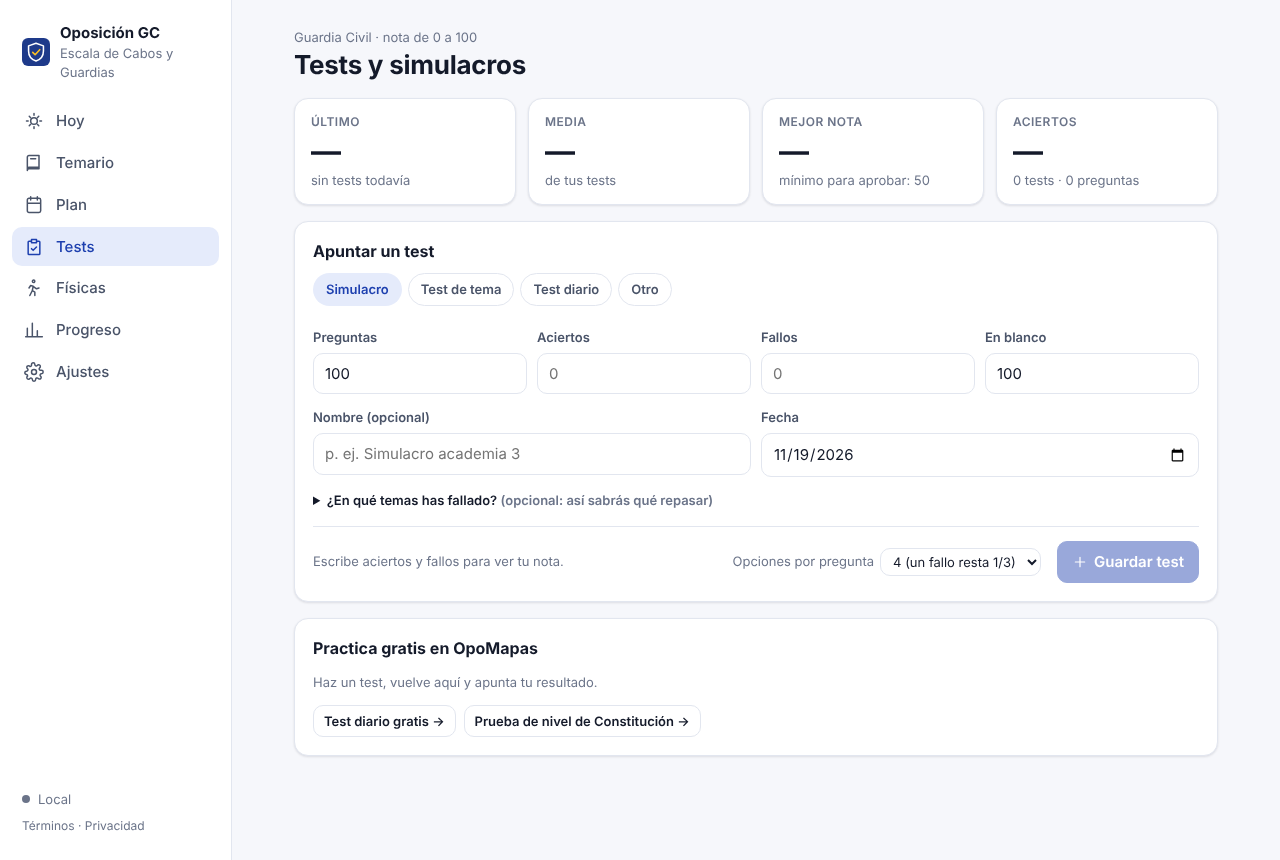 Oposición GC
Escala de Cabos y
Guardias
Hoy
Temario
Plan
Tests
Físicas
Progreso
Ajustes
Local
Términos · Privacidad
Guardia Civil · nota de 0 a 100
Tests y simulacros
ÚLTIMO
—
sin tests todavía
MEDIA
—
de tus tests
MEJOR NOTA
—
mínimo para aprobar: 50
ACIERTOS
—
0 tests · 0 preguntas
Apuntar un test
Simulacro
Test de tema
Test diario
Otro
Preguntas
100
Aciertos
0
Fallos
0
En blanco
100
Nombre (opcional)
p. ej. Simulacro academia 3
Fecha
11/19/2026
¿En qué temas has fallado? (opcional: así sabrás qué repasar)
Escribe aciertos y fallos para ver tu nota.
Opciones por pregunta
4 (un fallo resta 1/3)
+ Guardar test
Practica gratis en OpoMapas
Haz un test, vuelve aquí y apunta tu resultado.
Test diario gratis →
Prueba de nivel de Constitución →